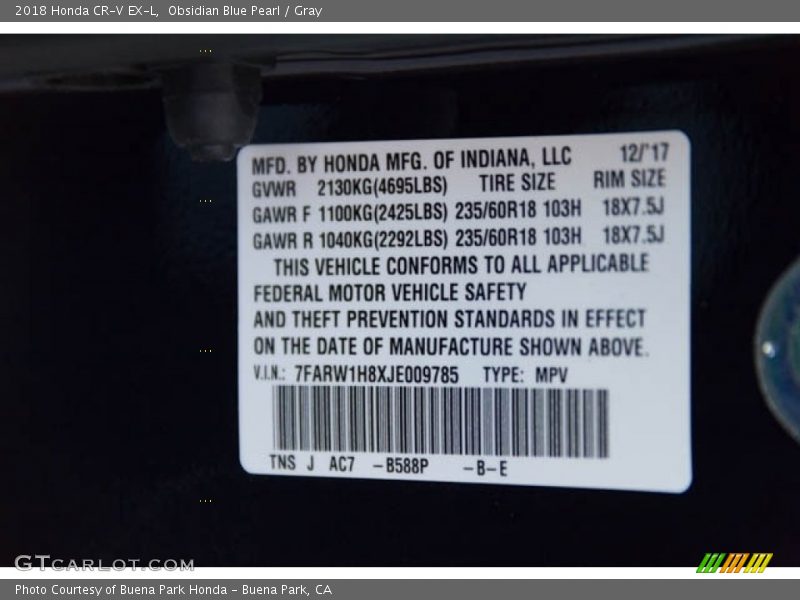 2018 Honda CR-V EX-L,  Obsidian Blue Pearl / Gray
MFD. BY HONDA MFG. OF INDIANA, LLC 12/'17
GVWR 2130KG(4695LBS) TIRE SIZE RIM SIZE
GAWR F 1100KG(2425LBS) 235/60R18 103H 18X7.5J
GAWR R 1040KG(2292LBS) 235/60R18 103H 18X7.5J
THIS VEHICLE CONFORMS TO ALL APPLICABLE
FEDERAL MOTOR VEHICLE SAFETY
AND THEFT PREVENTION STANDARDS IN EFFECT
ON THE DATE OF MANUFACTURE SHOWN ABOVE.
V.I.N.: 7FARW1H8XJE009785 TYPE: MPV
TNS J AC7 -B588P -B-E
GTCARLOT.COM
Photo Courtesy of Buena Park Honda - Buena Park, CA